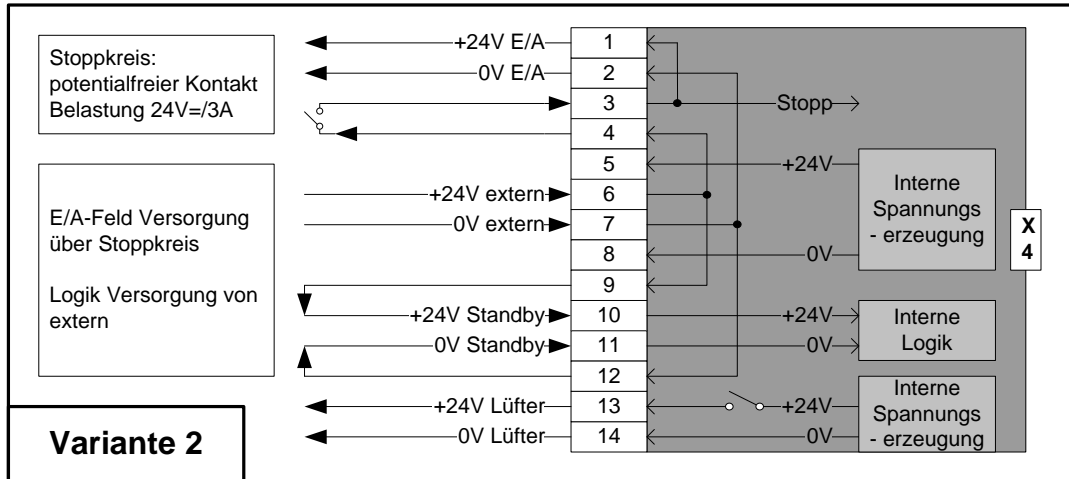 Stoppkreis:
potentialfreier Kontakt
Belastung 24V=/3A
E/A-Feld Versorgung
über Stoppkreis
Logik Versorgung von
extern
Variante 2
+24V E/A
0V E/A
+24V extern
0V extern
+24V Standby
0V Standby
+24V Lüfter
0V Lüfter
1
2
3
4
5
6
7
8
9
10
11
12
13
14
Stopp
+24V
0V
+24V
0V
+24V
0V
Interne
Spannungs
- erzeugung
Interne
Logik
Interne
Spannungs
- erzeugung
X
4